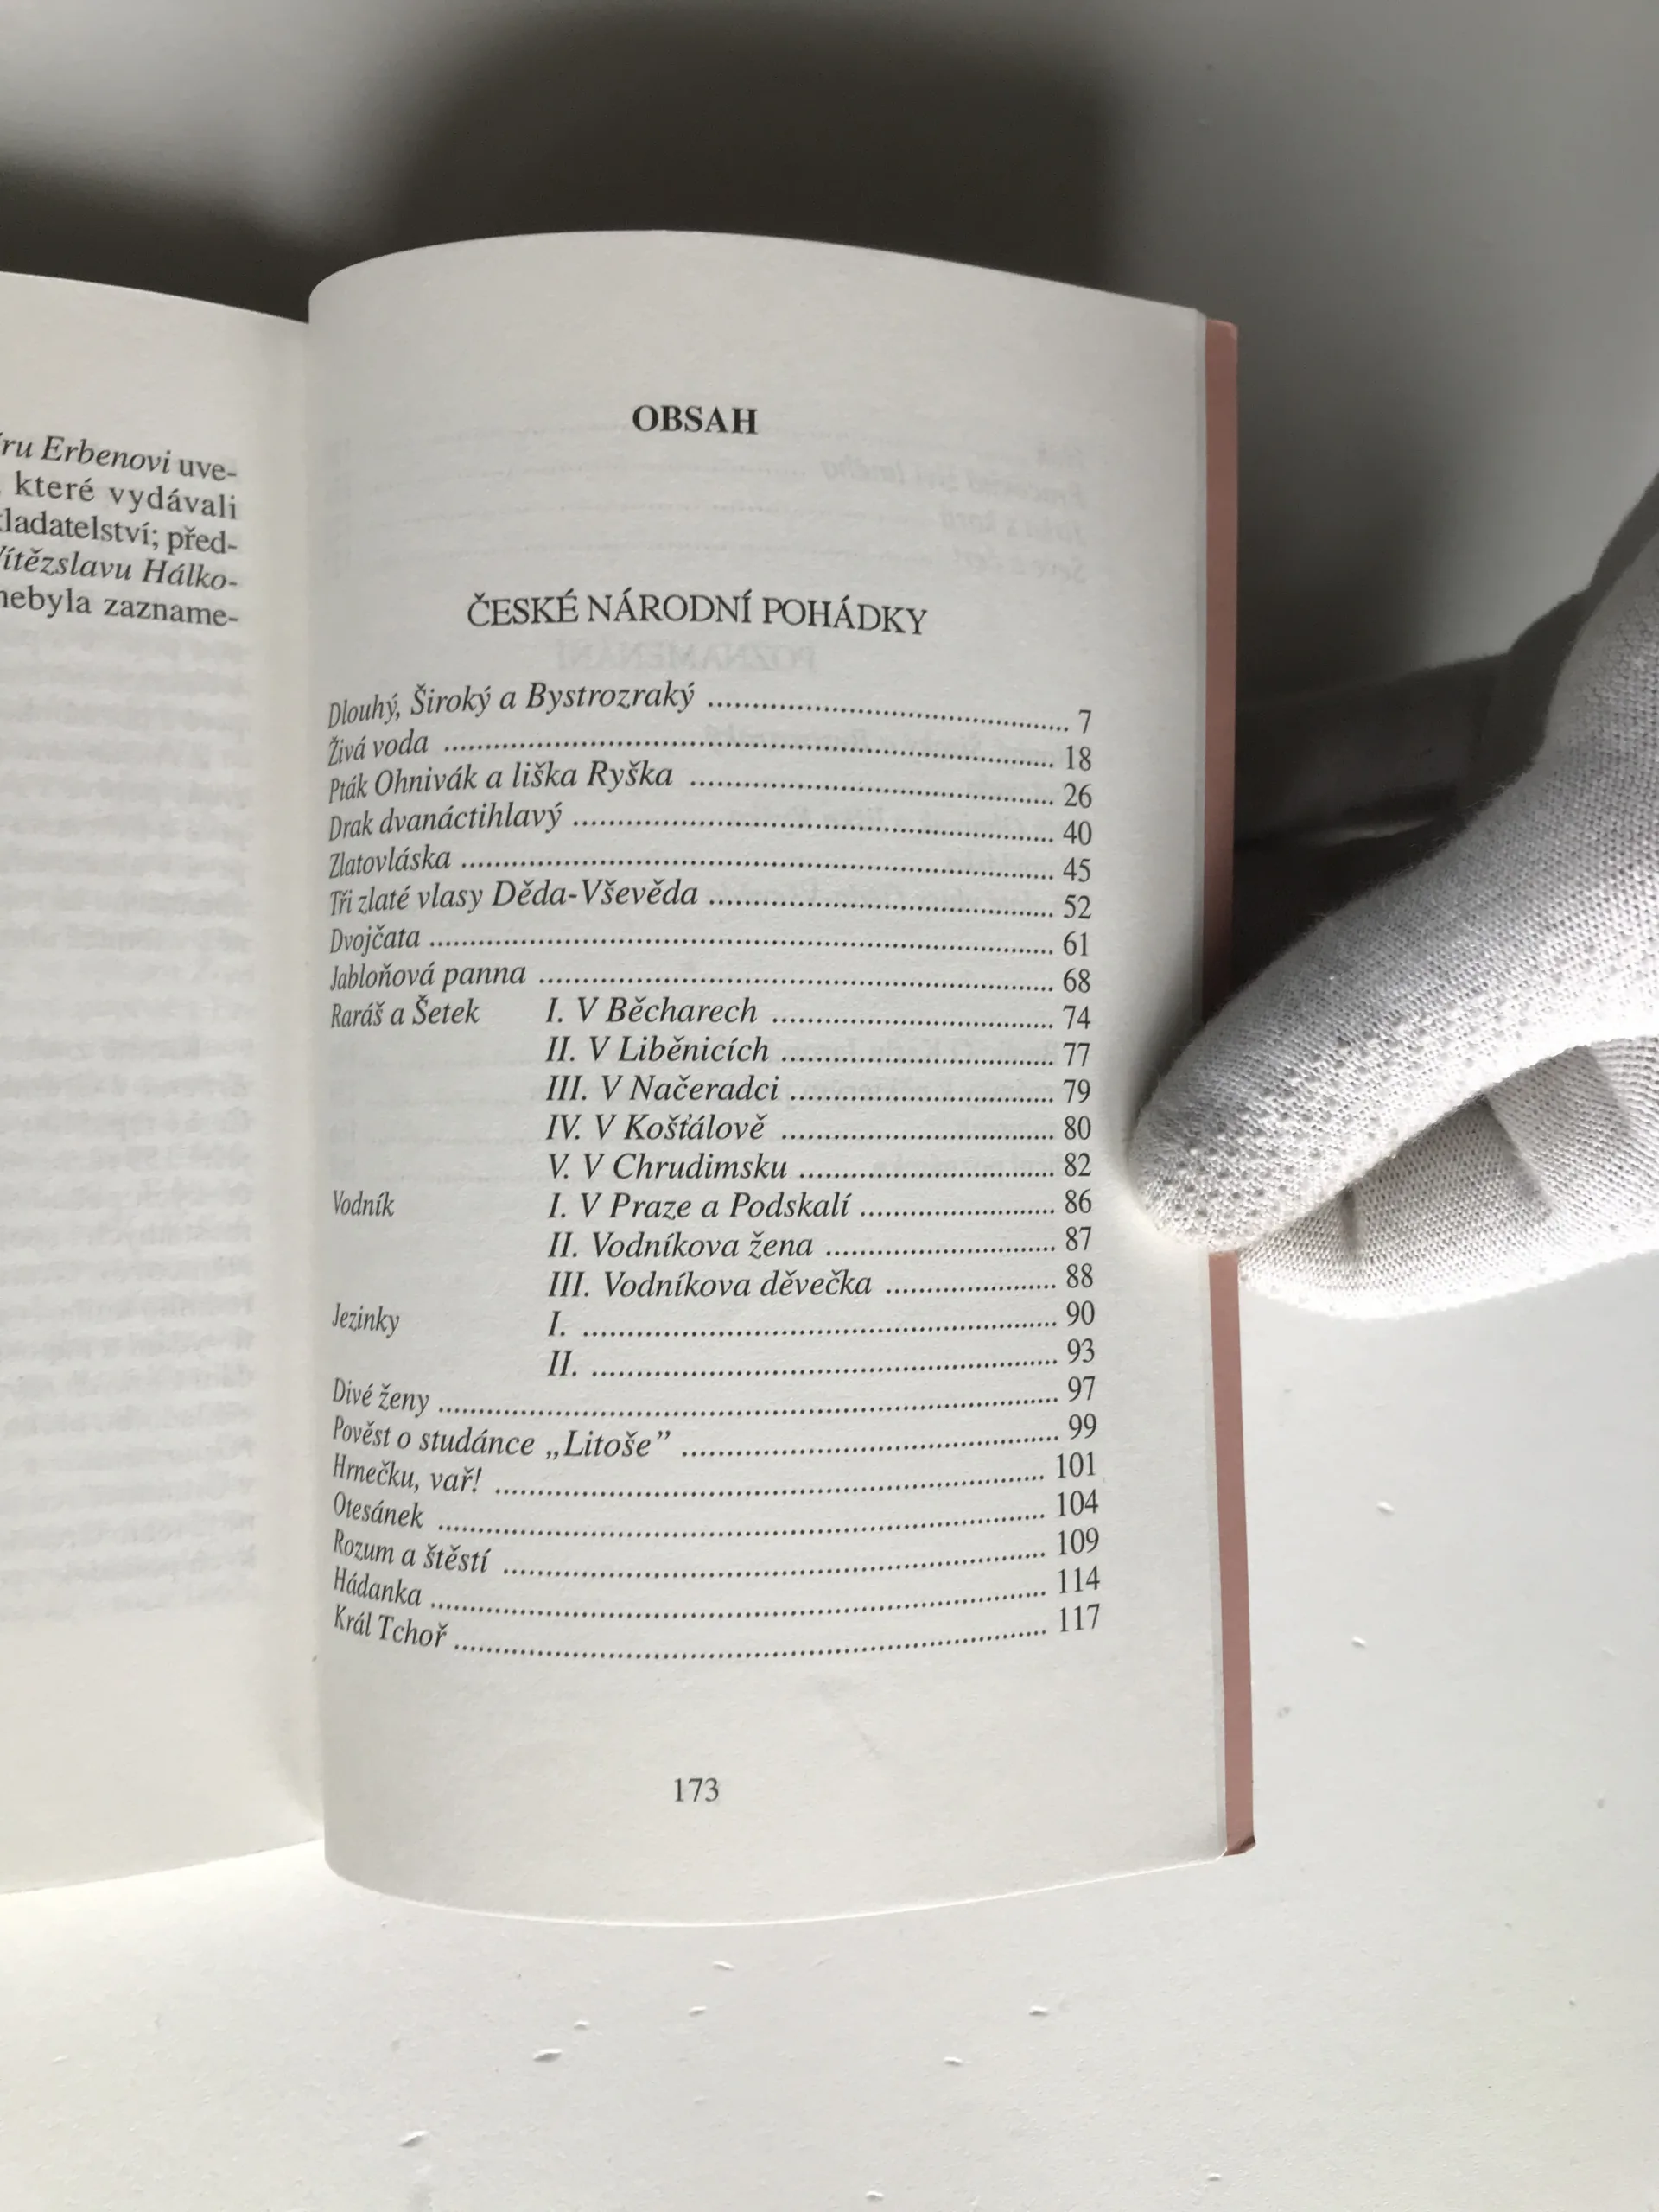 ru Erbenovi uve-
které vydávali
kladatelství; před-
Vítězslavu Hálko-
nebyla zazname-
OBSAH
ČESKÉ NÁRODNÍ POHÁDKY
Dlouhý, Široký a Bystrozraký ........ 7
Živá voda ........ 18
Pták Ohnivák a liška Ryška ........ 26
Drak dvanáctihlavý ........ 40
Zlatovláska ........ 45
Tři zlaté vlasy Děda-Vševěda ........ 52
Dvojčata ........ 61
Jabloňová panna ........ 68
Raráš a Šetek I. V Běcharech ........ 74
II. V Liběnicích ........ 77
III. V Načeradci ........ 79
IV. V Košťálově ........ 80
V. V Chrudimsku ........ 82
Vodník I. V Praze a Podskalí ........ 86
II. Vodníkova žena ........ 87
III. Vodníkova děvečka ........ 88
Jezinky I. ........ 90
II. ........ 93
Divé ženy ........ 97
Pověst o studánce „Litoše” ........ 99
Hrnečku, vař! ........ 101
Otesánek ........ 104
Rozum a štěstí ........ 109
Hádanka ........ 114
Král Tchoř ........ 117
173